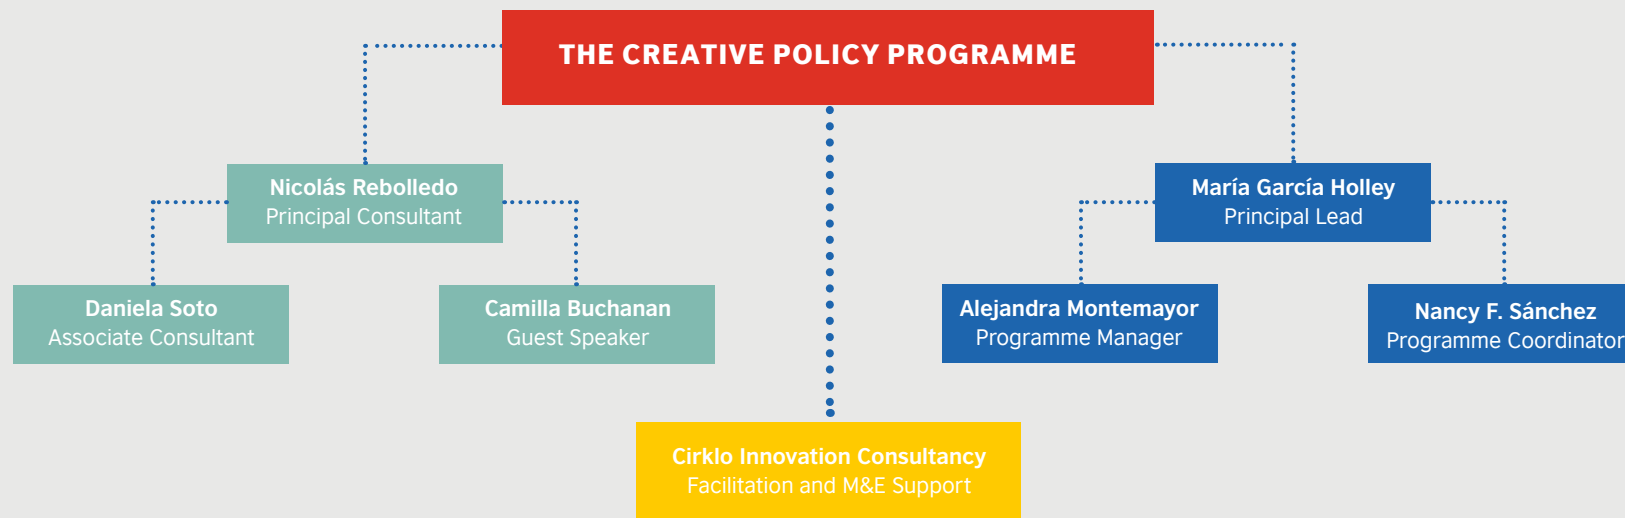 THE CREATIVE POLICY PROGRAMME
Nicolás Rebolledo
Principal Consultant
María García Holley
Principal Lead
Daniela Soto
Associate Consultant
Camilla Buchanan
Guest Speaker
Alejandra Montemayor
Programme Manager
Nancy F. Sánchez
Programme Coordinator
Cirklo Innovation Consultancy
Facilitation and M&E Support